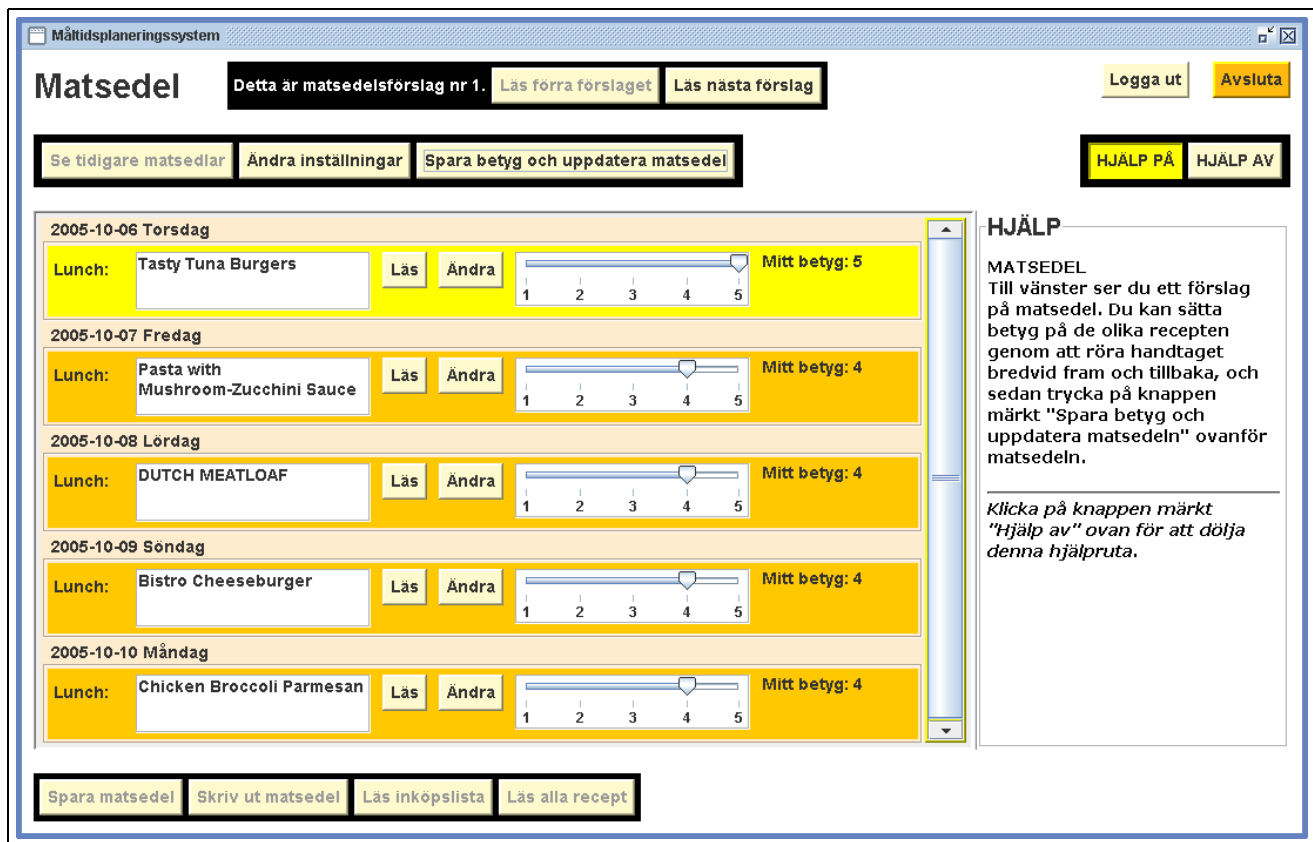 Måltidsplaneringssystem
Matsedel
Detta är matsedelsförslag nr 1. Läs förra förslaget Läs nästa förslag
Logga ut Avsluta
Se tidigare matsedlar Ändra inställningar Spara betyg och uppdatera matsedel
HJÄLP PÅ HJÄLP AV
2005-10-06 Torsdag
Lunch: Tasty Tuna Burgers Läs Ändra Mitt betyg: 5
1 2 3 4 5
2005-10-07 Fredag
Lunch: Pasta with Läs Ändra Mitt betyg: 4
Mushroom-Zucchini Sauce
1 2 3 4 5
2005-10-08 Lördag
Lunch: DUTCH MEATLOAF Läs Ändra Mitt betyg: 4
1 2 3 4 5
2005-10-09 Söndag
Lunch: Bistro Cheeseburger Läs Ändra Mitt betyg: 4
1 2 3 4 5
2005-10-10 Måndag
Lunch: Chicken Broccoli Parmesan Läs Ändra Mitt betyg: 4
1 2 3 4 5
HJÄLP
MATSEDEL
Till vänster ser du ett förslag
på matsedel. Du kan sätta
betyg på de olika recepten
genom att röra handtaget
bredvid fram och tillbaka, och
sedan trycka på knappen
märkt "Spara betyg och
uppdatera matsedeln" ovanför
matsedeln.
Klicka på knappen märkt
"Hjälp av" ovan för att dölja
denna hjälpruta.
Spara matsedel Skriv ut matsedel Läs inköpslista Läs alla recept